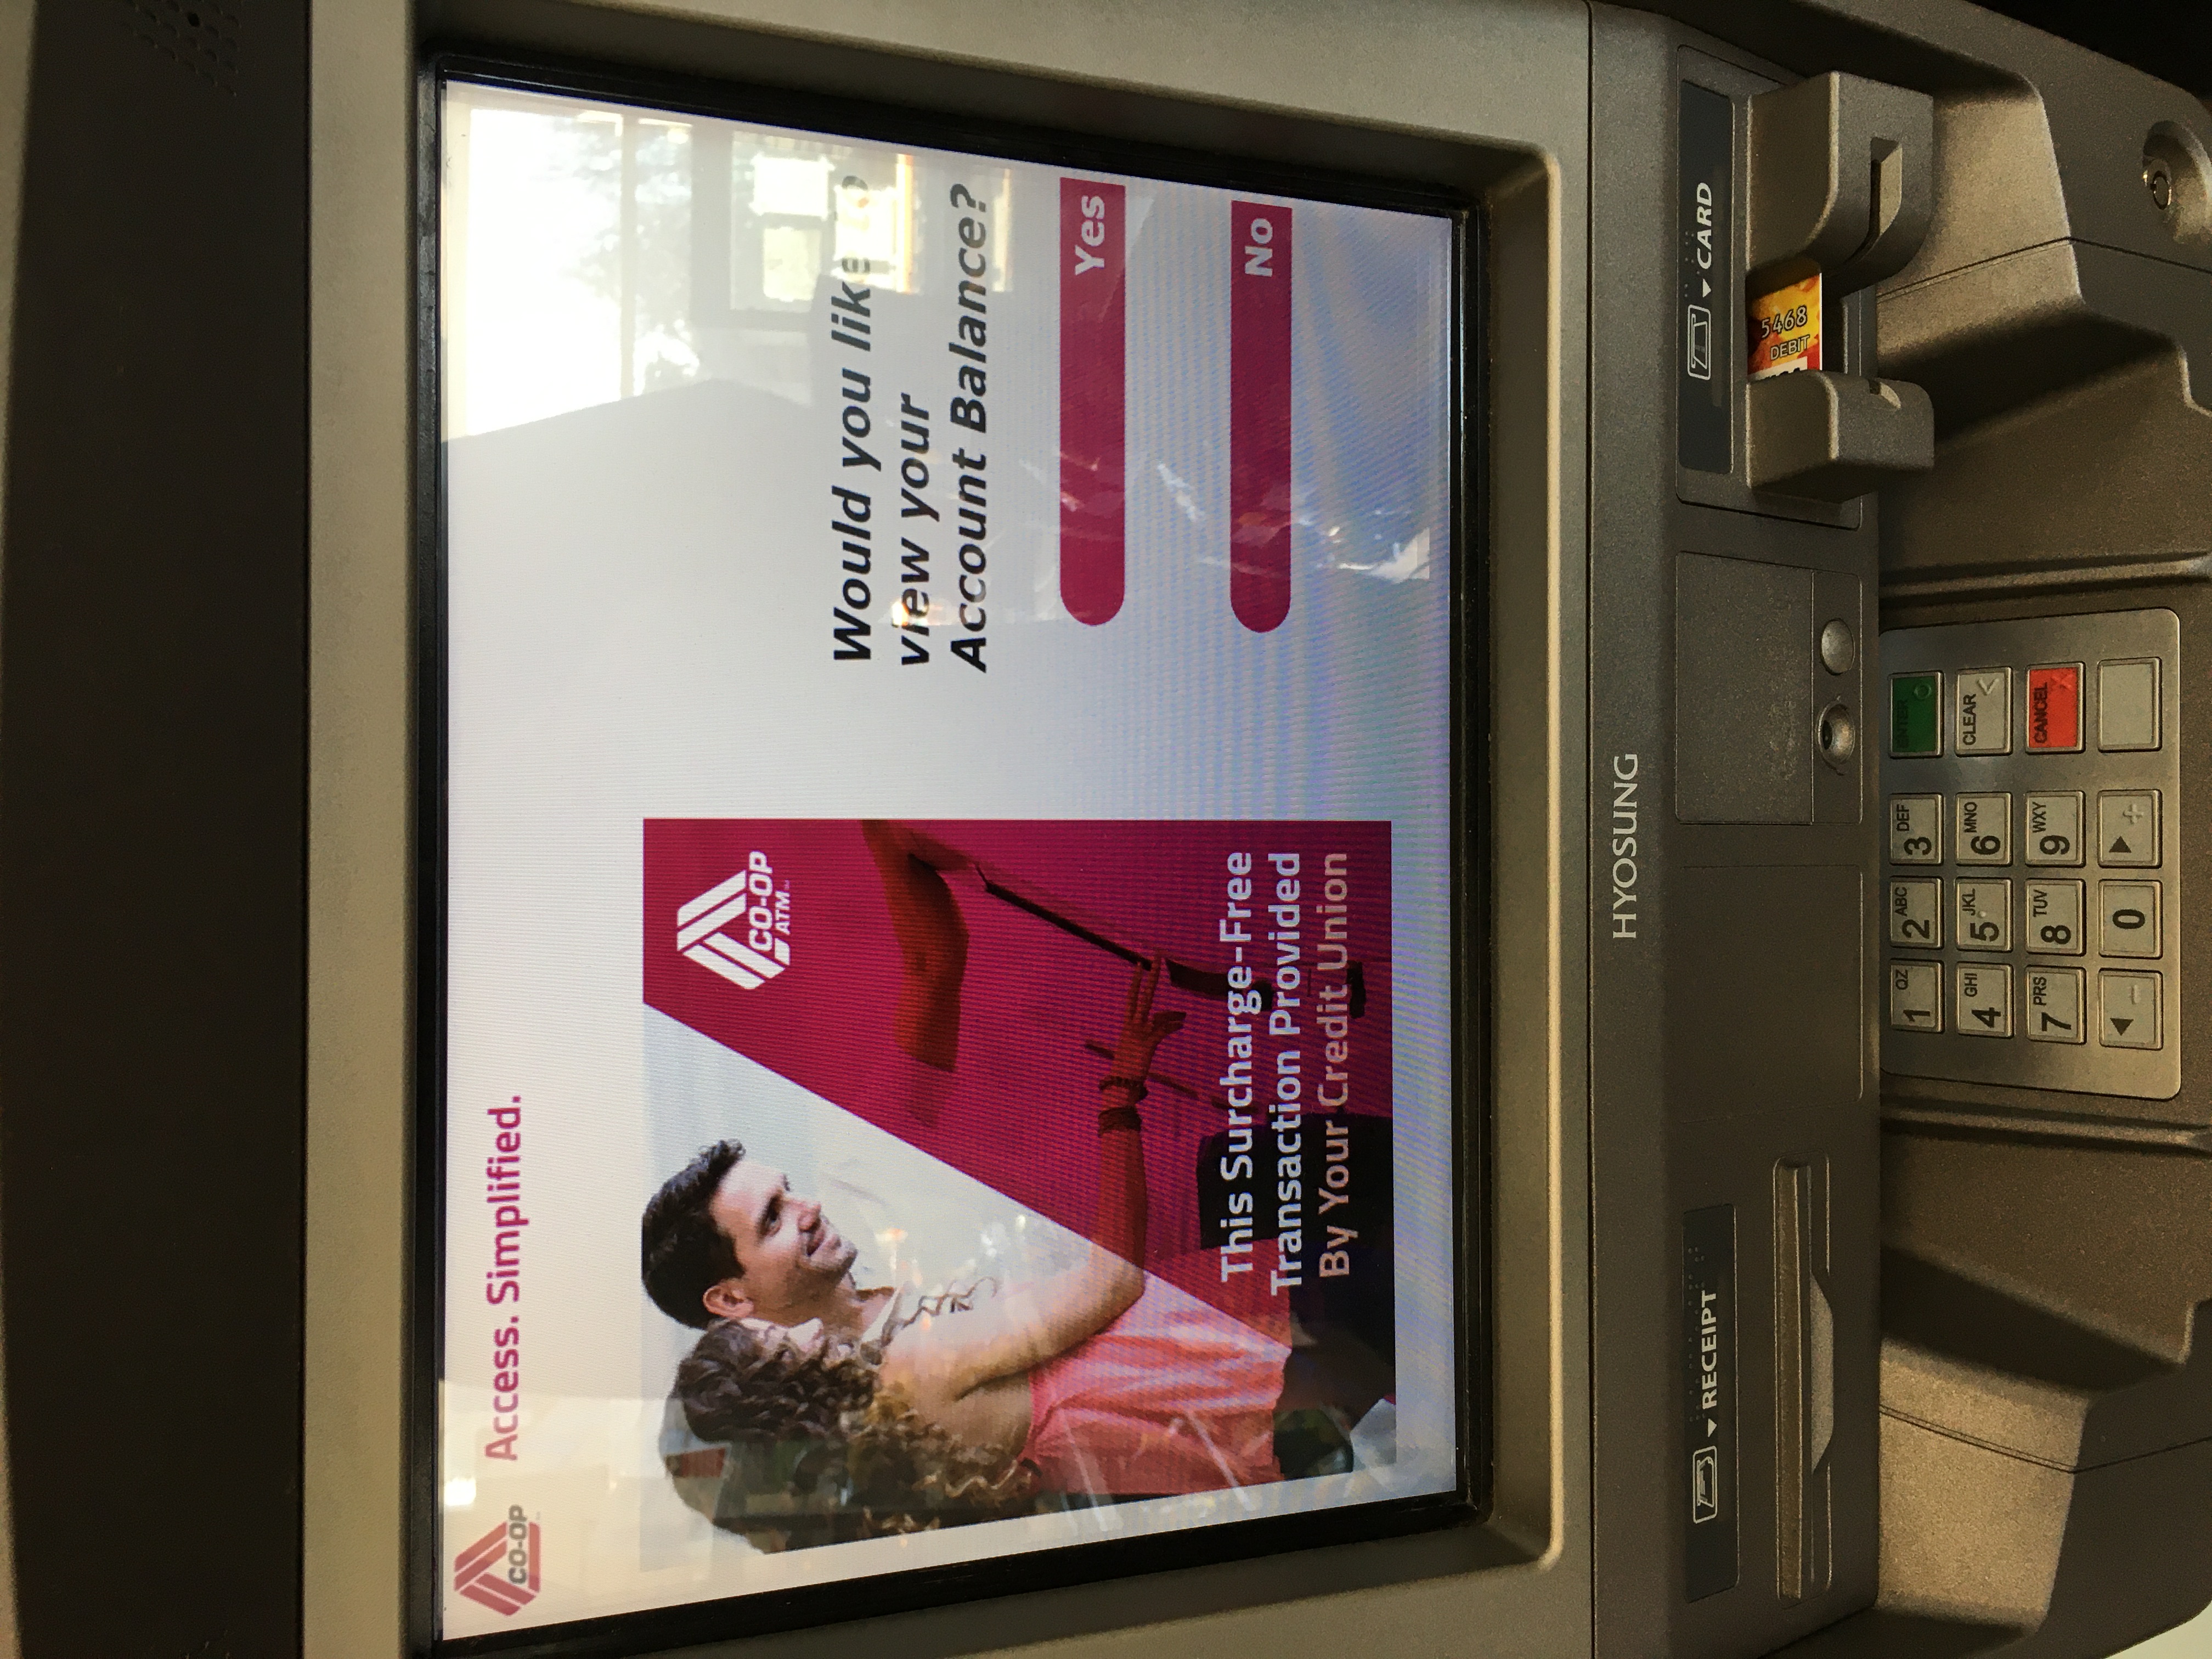 CO-OP
Access. Simplified.
CO-OP
ATM
This Surcharge-Free
Transaction Provided
By Your Credit Union
Would you like to
view your
Account Balance?
Yes
No
HYOSUNG
RECEIPT
CARD
5468
DEBIT
1 QZ 2 ABC 3 DEF ENTER
4 GHI 5 JKL 6 MNO CLEAR <
7 PRS 8 TUV 9 WXY CANCEL X
- 0 +